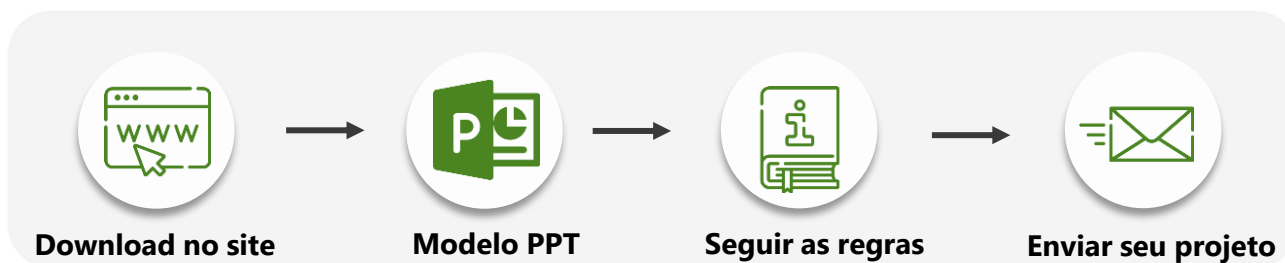 WWW
P
i
Download no site
Modelo PPT
Seguir as regras
Enviar seu projeto